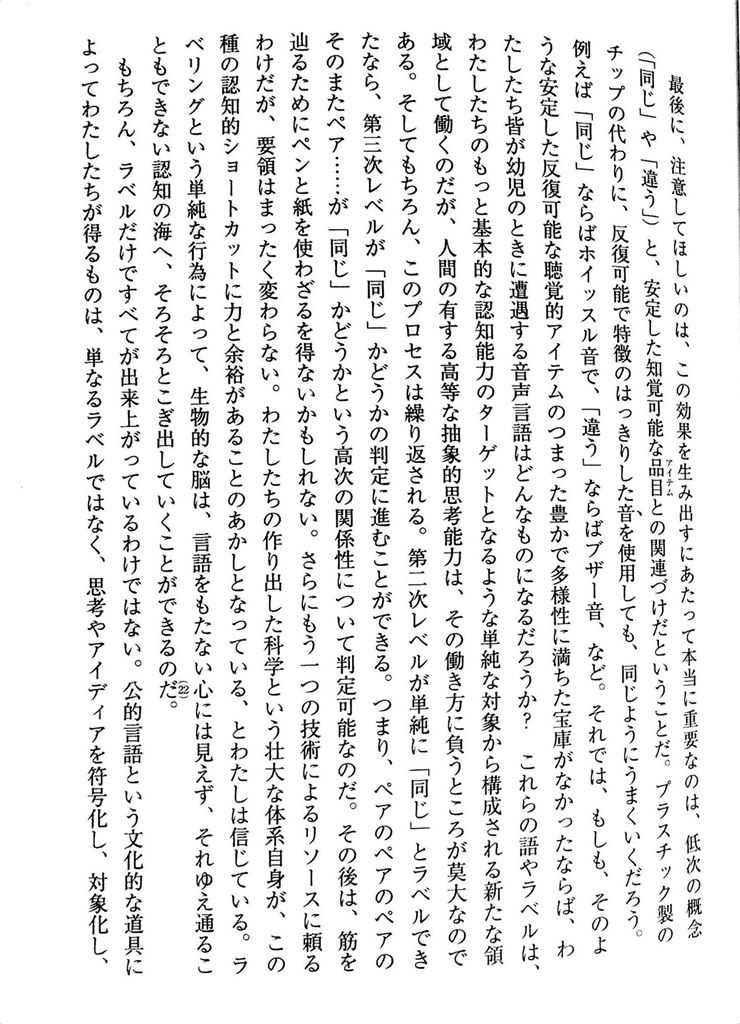 最後に、注意してほしいのは、この効果を生み出すにあたって本当に重要なのは、低次の概念
(「同じ」や「違う」)と、安定した知覚可能な品目アイテムとの関連づけだということだ。プラスチック製の
チップの代わりに、反復可能で特徴のはっきりした、音を使用しても、同じようにうまくいくだろう。
例えば「同じ」ならばホイッスル音で、「違う」ならばブザー音、など。それでは、もしも、そのよ
うな安定した反復可能な聴覚的アイテムのつまった豊かで多様性に満ちた宝庫がなかったならば、わ
たしたち皆が幼児のときに遭遇する音声言語はどんなものになるだろうか? これらの語やラベルは、
わたしたちのもっと基本的な認知能力のターゲットとなるような単純な対象から構成される新たな領
域として働くのだが、人間の有する高等な抽象的思考能力は、その働き方に負うところが莫大なので
ある。そしてもちろん、このプロセスは繰り返される。第二次レベルが単純に「同じ」とラベルでき
たなら、第三次レベルが「同じ」かどうかの判定に進むことができる。つまり、ペアのペアのペアの
そのまたペア……が「同じ」かどうかという高次の関係性について判定可能なのだ。その後は、筋を
辿るためにペンと紙を使わざるを得ないかもしれない。さらにもう一つの技術によるリソースに頼る
わけだが、要領はまったく変わらない。わたしたちの作り出した科学という壮大な体系自身が、この
種の認知的ショートカットに力と余裕があることのあかしとなっている、とわたしは信じている。ラ
ベリングという単純な行為によって、生物的な脳は、言語をもたない心には見えず、それゆえ通るこ
ともできない認知の海へ、そろそろとこぎ出していくことができるのだ。(22)
もちろん、ラベルだけですべてが出来上がっているわけではない。公的言語という文化的な道具に
よってわたしたちが得るものは、単なるラベルではなく、思考やアイディアを符号化し、対象化し、